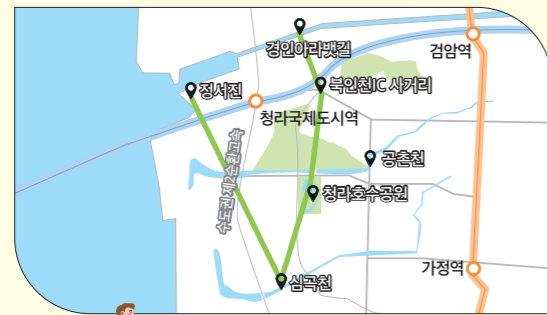 경인아라뱃길
검암역
정서진
북인천IC 사거리
청라국제도시역
수도권제2순환고속
공촌천
청라호수공원
가정역
심곡천